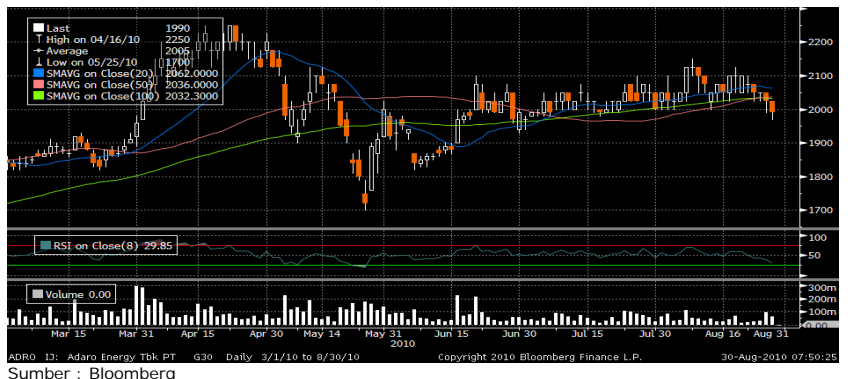 Last 1990
High on 04/16/10 2250
Average 2005
Low on 05/25/10 1700
SMAVG on Close(20) 2062.0000
SMAVG on Close(50) 2036.0000
SMAVG on Close(100) 2032.3000
2200
2100
2000
1900
1800
1700
RSI on Close(8) 29.85
100
50
Volume 0.00
300m
200m
100m
0.00
Mar 15 Mar 31 Apr 15 Apr 30 May 14 May 31 Jun 15 Jun 30 Jul 15 Jul 30 Aug 16 Aug 31
2010
ADRO IJ: Adaro Energy Tbk PT G30 Daily 3/1/10 to 8/30/10 Copyright 2010 Bloomberg Finance L.P. 30-Aug-2010 07:50:25
Sumber : Bloomberg